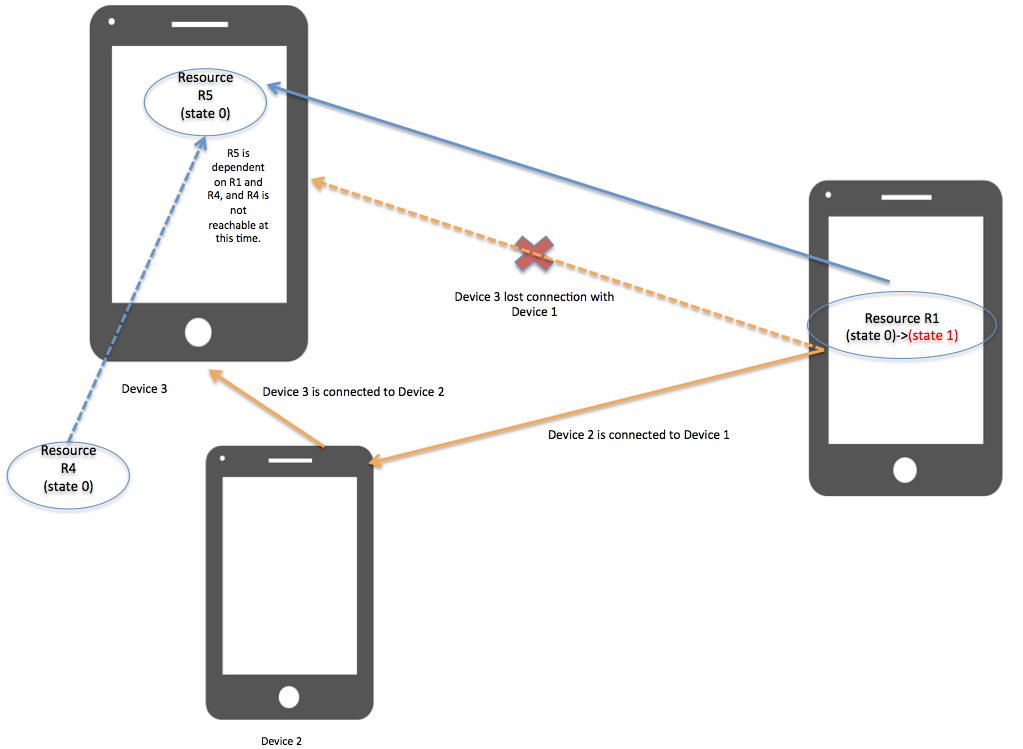 Resource
R5
(state 0)
R5 is
dependent
on R1 and
R4, and R4 is
not
reachable at
this time.
Device 3 lost connection with
Device 1
Resource R1
(state 0)->(state 1)
Device 3
Device 3 is connected to Device 2
Device 2 is connected to Device 1
Resource
R4
(state 0)
Device 2